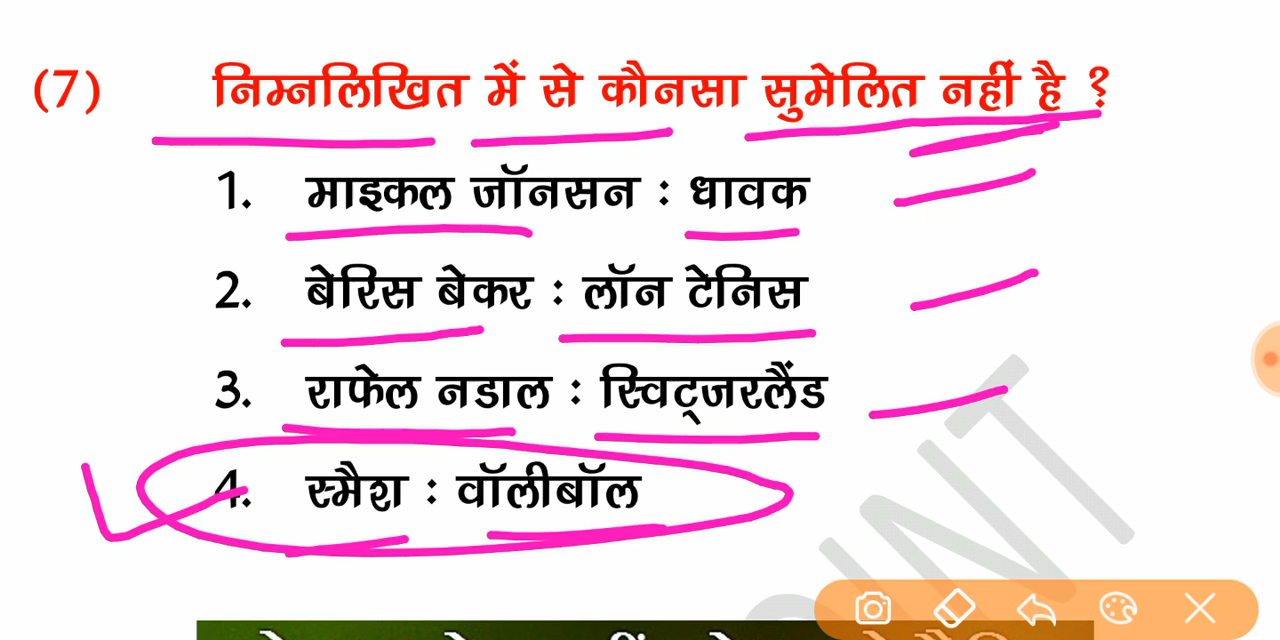 (7) निम्नलिखित में से कौनसा सुमेलित नहीं है ?
1. माइकल जॉनसन : धावक
2. बेरिस बेकर : लॉन टेनिस
3. राफेल नडाल : स्विट्जरलैंड
4. स्मैश : वॉलीबॉल